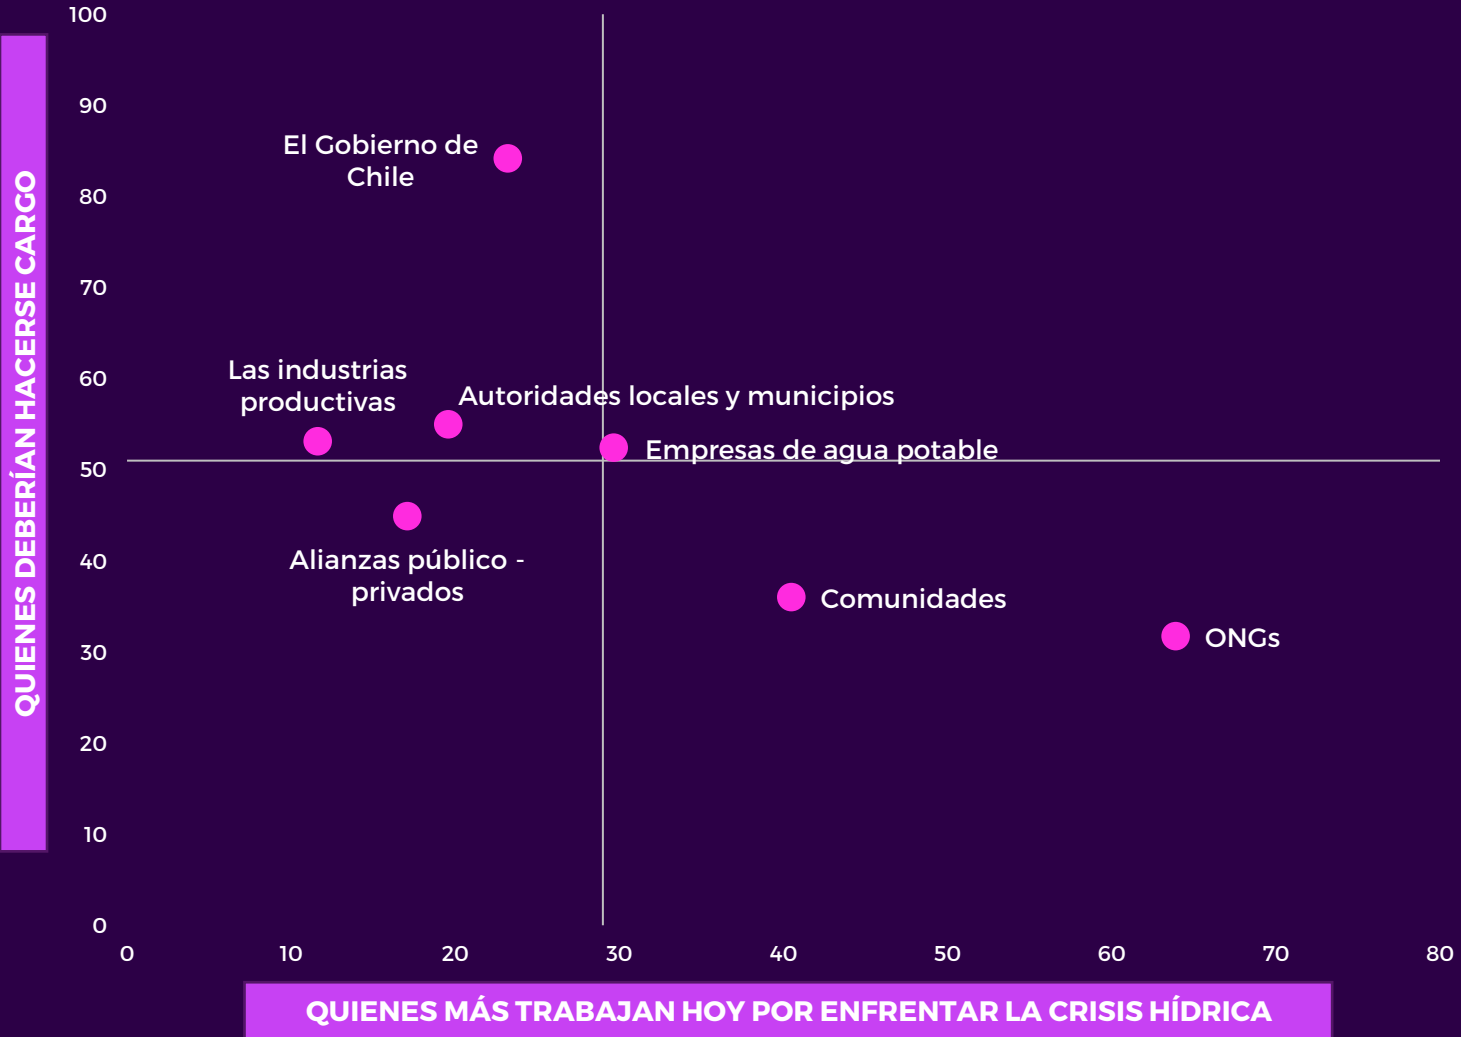 QUIENES DEBERÍAN HACERSE CARGO
100
90
80
70
60
50
40
30
20
10
0
El Gobierno de
Chile
Las industrias
productivas
Autoridades locales y municipios
Empresas de agua potable
Alianzas público -
privados
Comunidades
ONGs
0 10 20 30 40 50 60 70 80
QUIENES MÁS TRABAJAN HOY POR ENFRENTAR LA CRISIS HÍDRICA